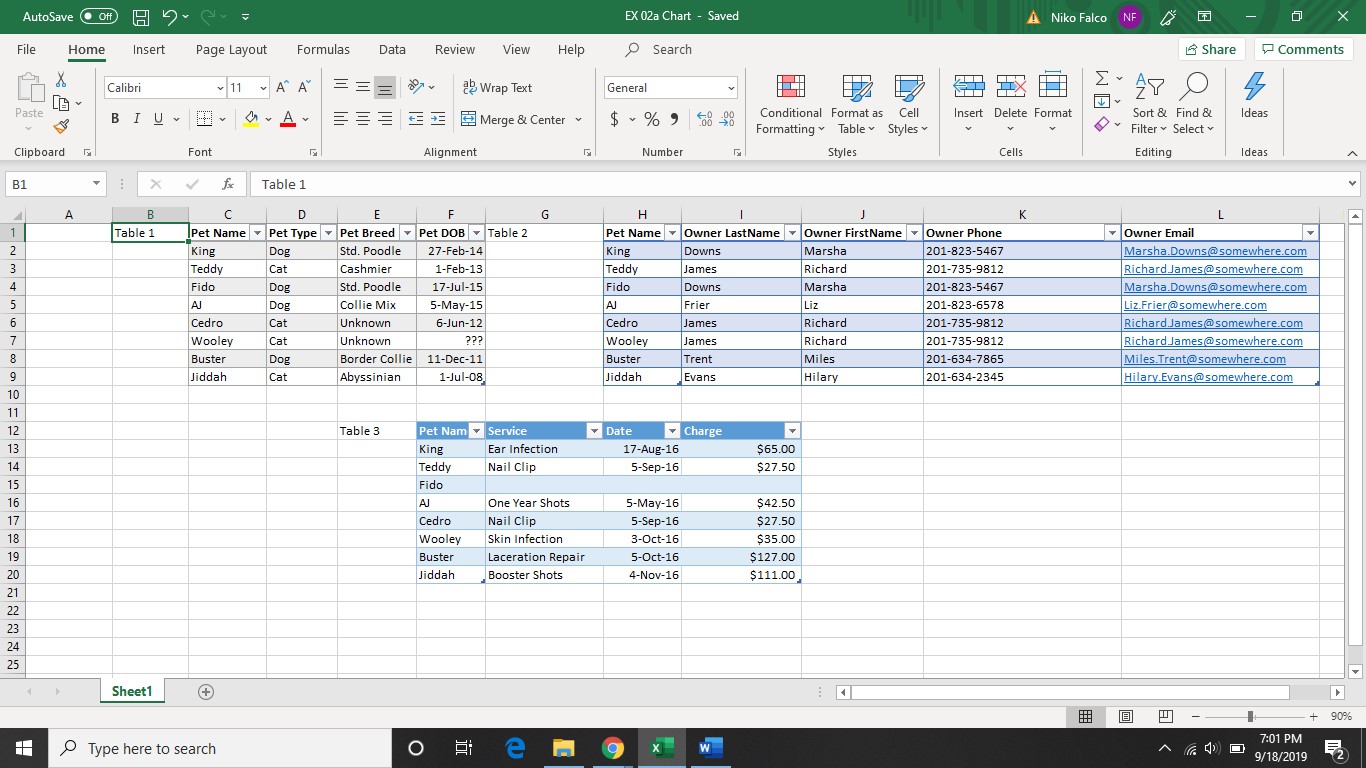 AutoSave Off EX 02a Chart - Saved Niko Falco NF
File Home Insert Page Layout Formulas Data Review View Help Search Share Comments
Paste Calibri 11 A^ Aˇ ab Wrap Text General Conditional Formatting Format as Table Cell Styles Insert Delete Format Sort & Filter Find & Select Ideas
B I U A Merge & Center $ % , .00
Clipboard Font Alignment Number Styles Cells Editing Ideas
B1 fx Table 1
A B C D E F G H I J K L
1 Table 1 Pet Name Pet Type Pet Breed Pet DOB Table 2 Pet Name Owner LastName Owner FirstName Owner Phone Owner Email
2 King Dog Std. Poodle 27-Feb-14 King Downs Marsha 201-823-5467 Marsha.Downs@somewhere.com
3 Teddy Cat Cashmier 1-Feb-13 Teddy James Richard 201-735-9812 Richard.James@somewhere.com
4 Fido Dog Std. Poodle 17-Jul-15 Fido Downs Marsha 201-823-5467 Marsha.Downs@somewhere.com
5 AJ Dog Collie Mix 5-May-15 AJ Frier Liz 201-823-6578 Liz.Frier@somewhere.com
6 Cedro Cat Unknown 6-Jun-12 Cedro James Richard 201-735-9812 Richard.James@somewhere.com
7 Wooley Cat Unknown ??? Wooley James Richard 201-735-9812 Richard.James@somewhere.com
8 Buster Dog Border Collie 11-Dec-11 Buster Trent Miles 201-634-7865 Miles.Trent@somewhere.com
9 Jiddah Cat Abyssinian 1-Jul-08 Jiddah Evans Hilary 201-634-2345 Hilary.Evans@somewhere.com
10
11
12 Table 3 Pet Nam Service Date Charge
13 King Ear Infection 17-Aug-16 $65.00
14 Teddy Nail Clip 5-Sep-16 $27.50
15 Fido
16 AJ One Year Shots 5-May-16 $42.50
17 Cedro Nail Clip 5-Sep-16 $27.50
18 Wooley Skin Infection 3-Oct-16 $35.00
19 Buster Laceration Repair 5-Oct-16 $127.00
20 Jiddah Booster Shots 4-Nov-16 $111.00
21
22
23
24
25
Sheet1
90%
Type here to search 7:01 PM
9/18/2019 2